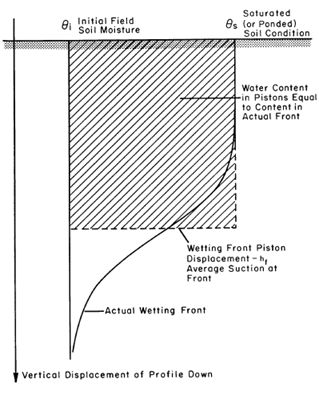 θi Initial Field
Soil Moisture
θs Saturated
(or Ponded)
Soil Condition
Water Content
in Pistons Equal
to Content in
Actual Front
Wetting Front Piston
Displacement - hf
Average Suction at
Front
Actual Wetting Front
Vertical Displacement of Profile Down